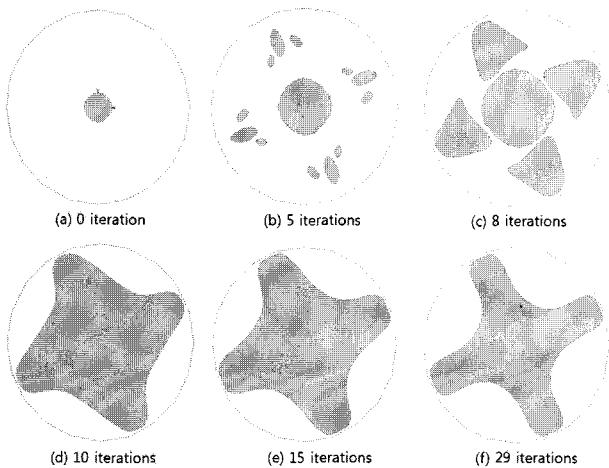 (a) 0 iteration
(b) 5 iterations
(c) 8 iterations
(d) 10 iterations
(e) 15 iterations
(f) 29 iterations